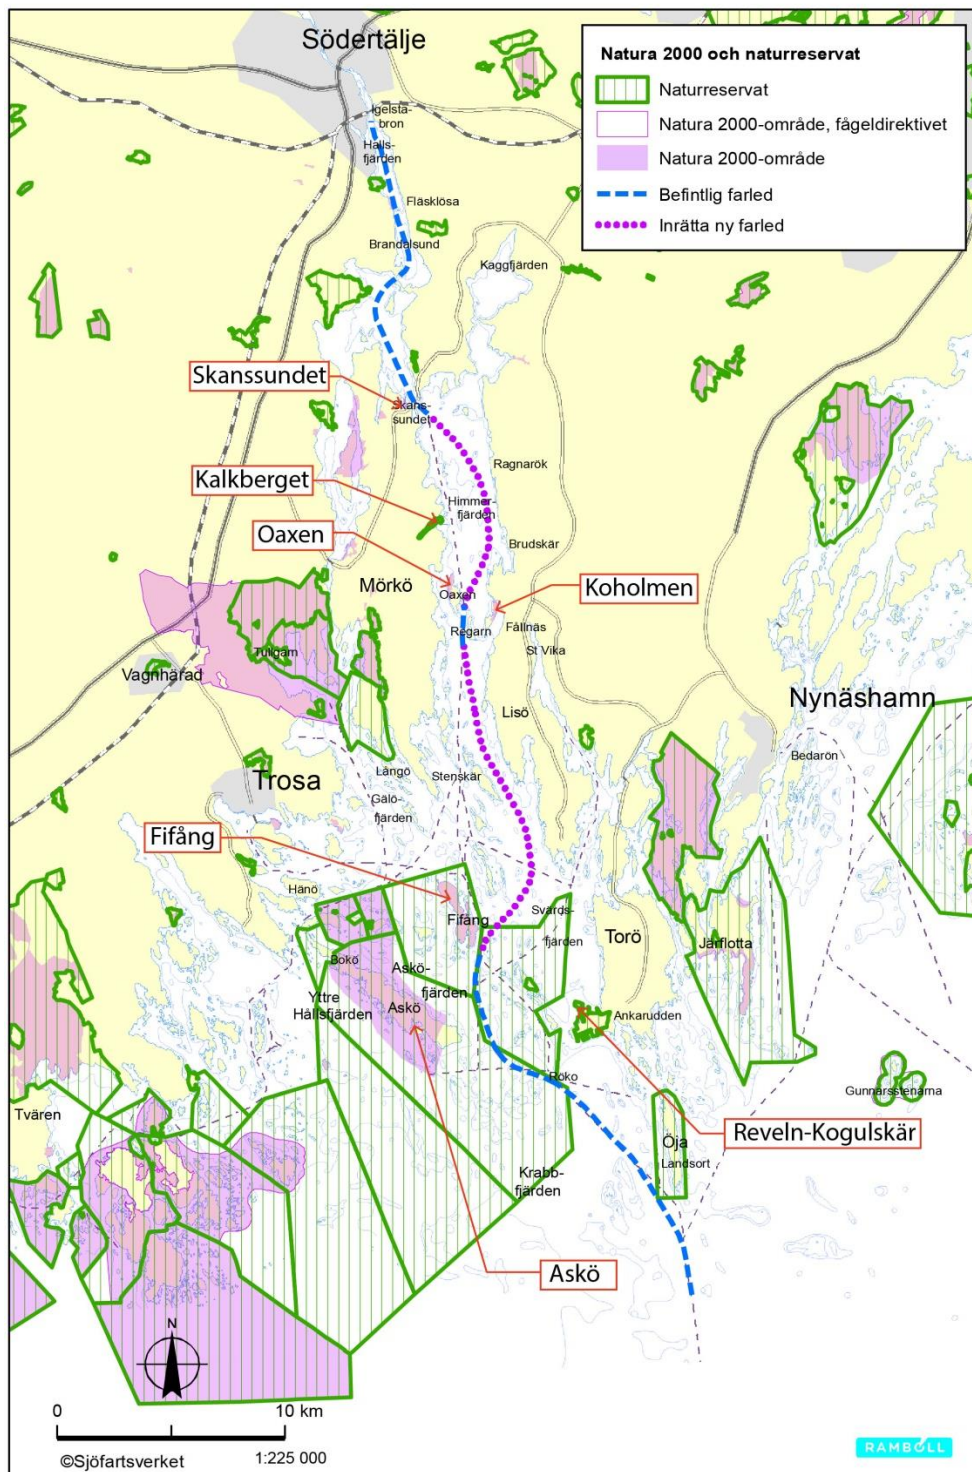 Södertälje
Natura 2000 och naturreservat
Naturreservat
Natura 2000-område, fågeldirektivet
Natura 2000-område
Befintlig farled
Inrätta ny farled
Igelsta-
bron
Halls-
fjärden
Fläsklösa
Brandalsund
Kaggfjärden
Skanssundet
Skans-
sundet
Ragnarök
Kalkberget
Himmer-
fjärden
Oaxen
Brudskär
Mörkö
Oaxen
Koholmen
Regarn
Fållnäs
St Vika
Tullgarn
Vagnhärad
Nynäshamn
Lisö
Bedarön
Trosa
Långö
Stenskär
Gälö-
fjärden
Fifång
Hånö
Fifång
Svärds-
fjärden
Torö
Järflotta
Bokö
Askö-
fjärden
Yttre
Hållsfjärden
Askö
Ankarudden
Röko
Gunnarsstenarna
Tvären
Reveln-Kogulskär
Öja
Landsort
Krabb-
fjärden
Askö
N
0 10 km
©Sjöfartsverket 1:225 000
RAMBOLL